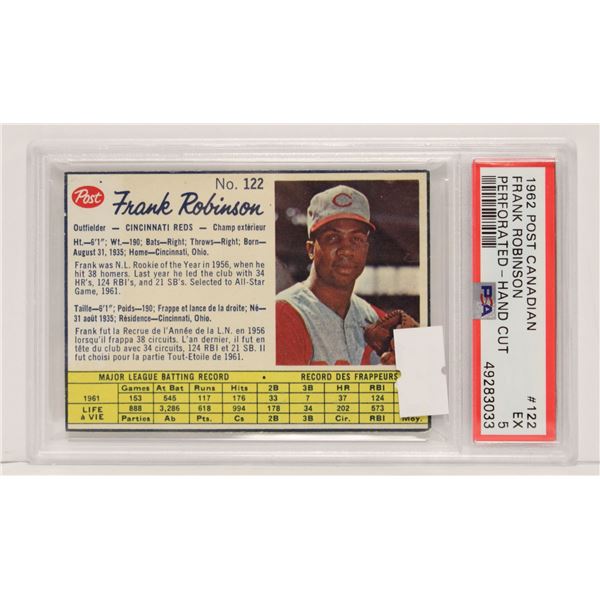 No. 122
Post
Frank Robinson
Outfielder — CINCINNATI REDS — Champ extérieur
Ht.—6'1"; Wt.—190; Bats—Right; Throws—Right; Born—
August 31, 1935; Home—Cincinnati, Ohio.
Frank was N.L. Rookie of the Year in 1956, when he
hit 38 homers. Last year he led the club with 34
HR's, 124 RBI's, and 21 SB's. Selected to All-Star
Game, 1961.
Taille—6'1"; Poids—190; Frappe et lance de la droite; Né—
31 août 1935; Résidence—Cincinnati, Ohio.
Frank fut la Recrue de l'Année de la L.N. en 1956
lorsqu'il frappa 38 circuits. L'an dernier, il fut en
tête du club avec 34 circuits, 124 RBI et 21 SB. Il
fut choisi pour la partie Tout-Etoile de 1961.
MAJOR LEAGUE BATTING RECORD • RECORD DES FRAPPEURS
Games At Bat Runs Hits 2B 3B HR RBI
1961 153 545 117 176 33 7 37 124
LIFE 888 3,286 618 994 178 34 202 573
À VIE Parties Ab Pts. Cs. 2B 3B Cir. Pp. Moy.
1962 POST CANADIAN #122
FRANK ROBINSON EX
PERFORATED-HAND CUT 5
PSA 49283033